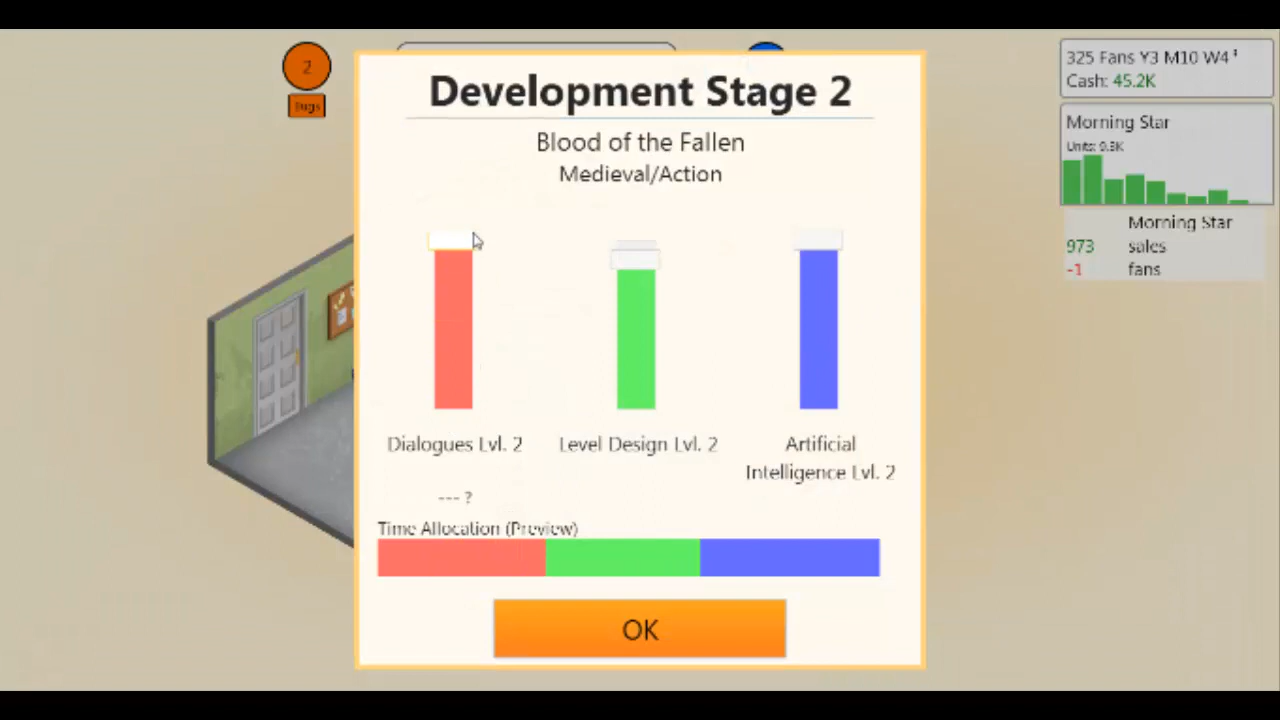 2
Bugs
Development Stage 2
Blood of the Fallen
Medieval/Action
Dialogues Lvl. 2
Level Design Lvl. 2
Artificial
Intelligence Lvl. 2
--- ?
Time Allocation (Preview)
OK
325 Fans Y3 M10 W4
Cash: 45.2K
Morning Star
Units: 9.3K
Morning Star
973 sales
-1 fans